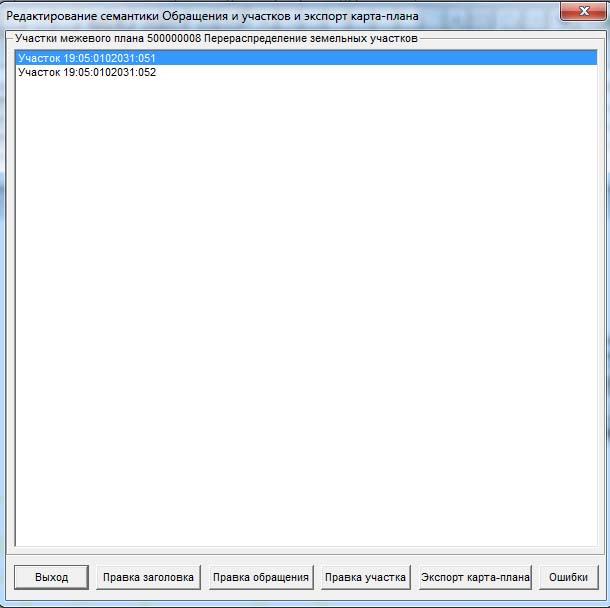 Редактирование семантики Обращения и участков и экспорт карта-плана
Участки межевого плана 500000008 Перераспределение земельных участков
Участок 19:05:0102031:051
Участок 19:05:0102031:052
Выход Правка заголовка Правка обращения Правка участка Экспорт карта-плана Ошибки